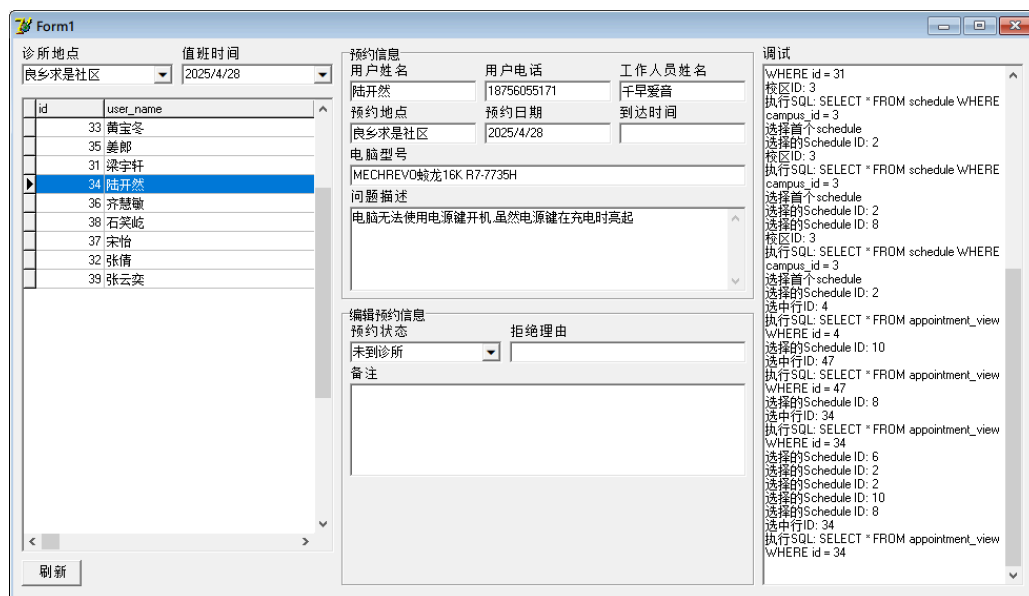 Form1
诊所地点
值班时间
良乡求是社区
2025/4/28
id
user_name
33 黄宝冬
35 姜郎
31 梁宇轩
34 陆开然
36 齐慧敏
38 石笑屹
37 宋怡
32 张倩
39 张云奕
刷新
预约信息
用户姓名
用户电话
工作人员姓名
陆开然
18756055171
千早爱音
预约地点
预约日期
到达时间
良乡求是社区
2025/4/28
电脑型号
MECHREVO蛟龙16K R7-7735H
问题描述
电脑无法使用电源键开机,虽然电源键在充电时亮起
编辑预约信息
预约状态
拒绝理由
未到诊所
备注
调试
WHERE id = 31
校区ID: 3
执行SQL: SELECT * FROM schedule WHERE
campus_id = 3
选择首个schedule
选择的Schedule ID: 2
校区ID: 3
执行SQL: SELECT * FROM schedule WHERE
campus_id = 3
选择首个schedule
选择的Schedule ID: 2
选择的Schedule ID: 8
校区ID: 3
执行SQL: SELECT * FROM schedule WHERE
campus_id = 3
选择首个schedule
选择的Schedule ID: 2
选中行ID: 4
执行SQL: SELECT * FROM appointment_view
WHERE id = 4
选择的Schedule ID: 10
选中行ID: 47
执行SQL: SELECT * FROM appointment_view
WHERE id = 47
选择的Schedule ID: 8
选中行ID: 34
执行SQL: SELECT * FROM appointment_view
WHERE id = 34
选择的Schedule ID: 6
选择的Schedule ID: 2
选择的Schedule ID: 2
选择的Schedule ID: 10
选择的Schedule ID: 8
选中行ID: 34
执行SQL: SELECT * FROM appointment_view
WHERE id = 34